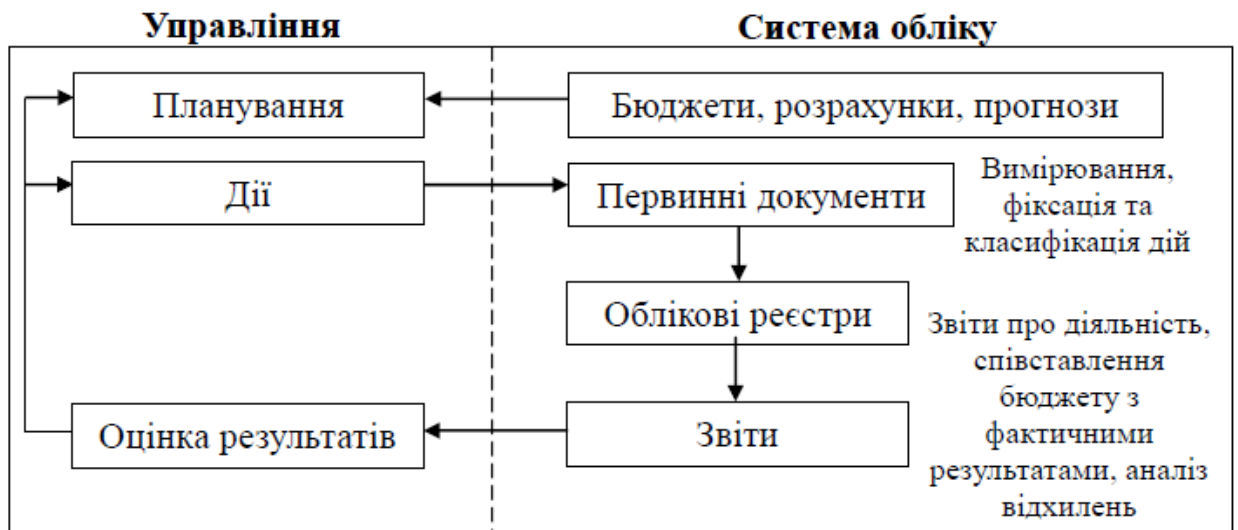 Управління
Система обліку
Планування
Бюджети, розрахунки, прогнози
Дії
Первинні документи
Вимірювання,
фіксація та
класифікація дій
Облікові реєстри
Звіти про діяльність,
співставлення
бюджету з
фактичними
результатами, аналіз
відхилень
Оцінка результатів
Звіти